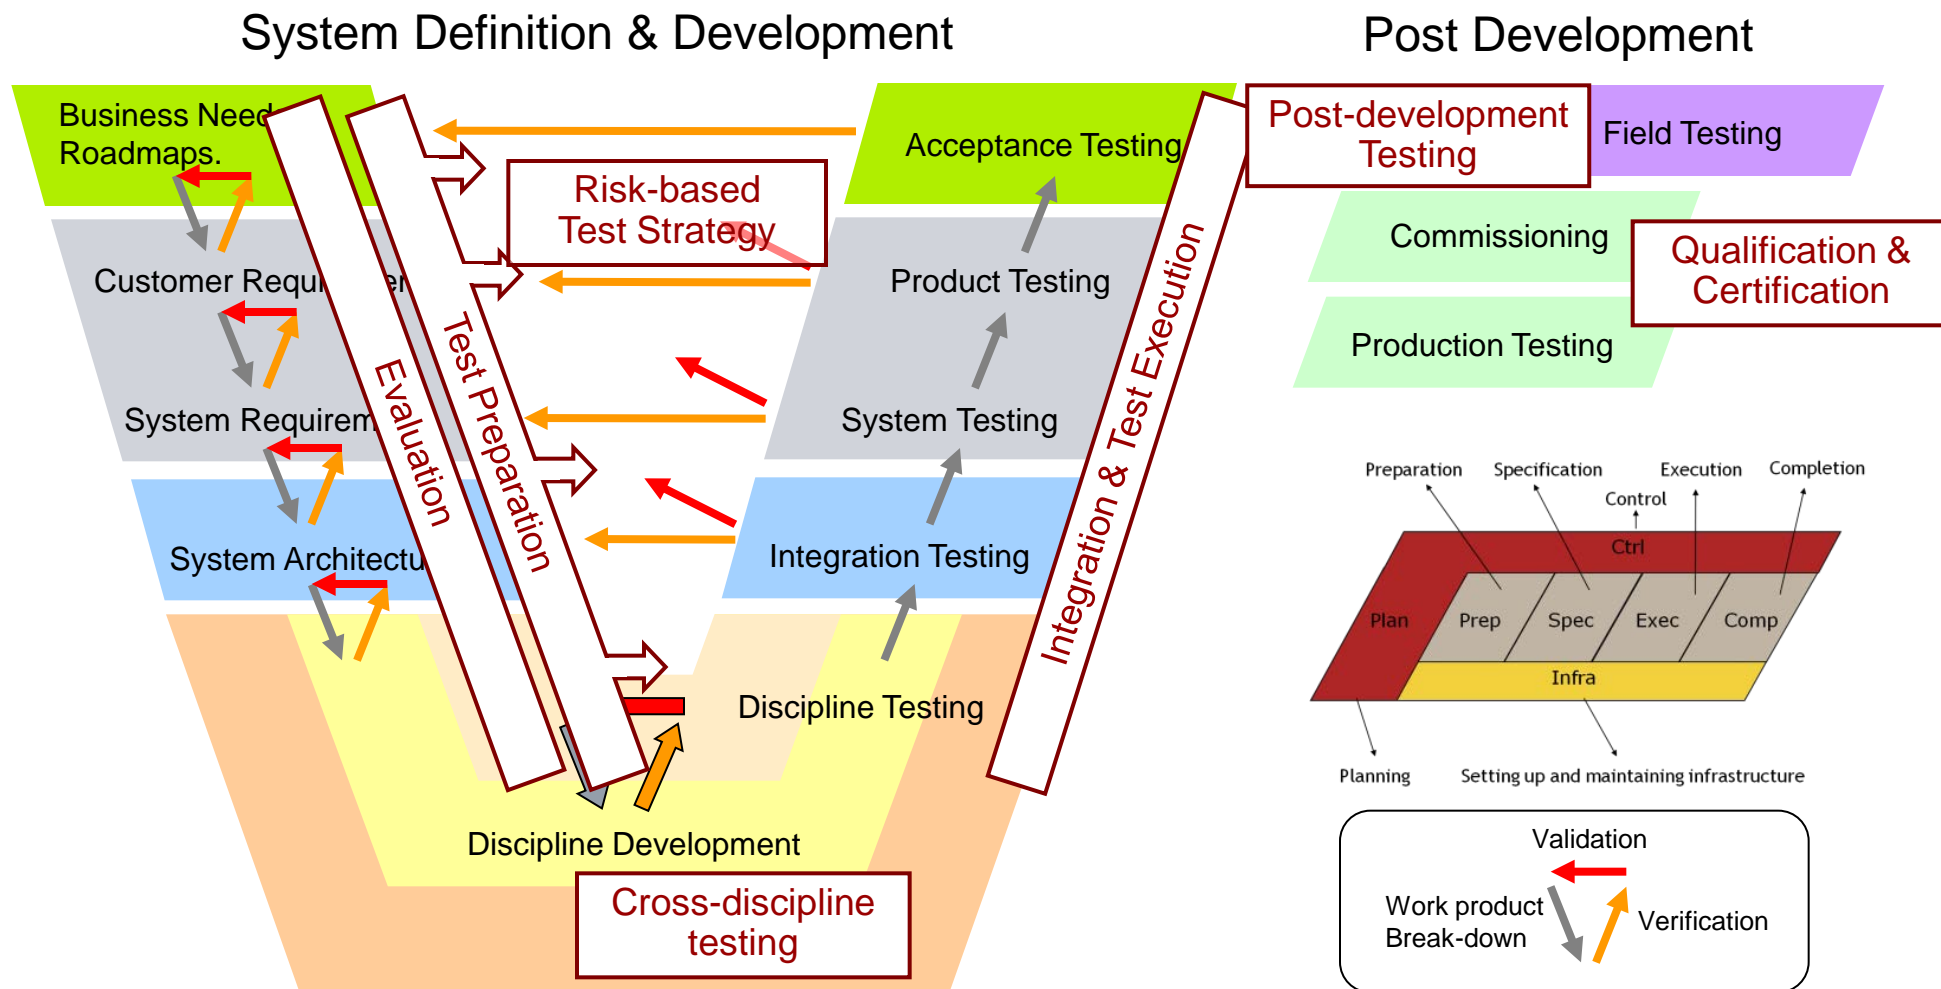 System Definition & Development
Post Development
Business Need
Roadmaps.
Acceptance Testing
Post-development
Testing
Field Testing
Risk-based
Test Strategy
Commissioning
Qualification &
Certification
Customer Requi
er
Product Testing
Production Testing
Evaluation
Test Preparation
Integration & Test Execution
System Requirem
System Testing
System Architectu
Integration Testing
Discipline Testing
Discipline Development
Cross-discipline
testing
Preparation
Specification
Execution
Completion
Control
Ctrl
Plan
Prep
Spec
Exec
Comp
Infra
Planning
Setting up and maintaining infrastructure
Validation
Work product
Break-down
Verification